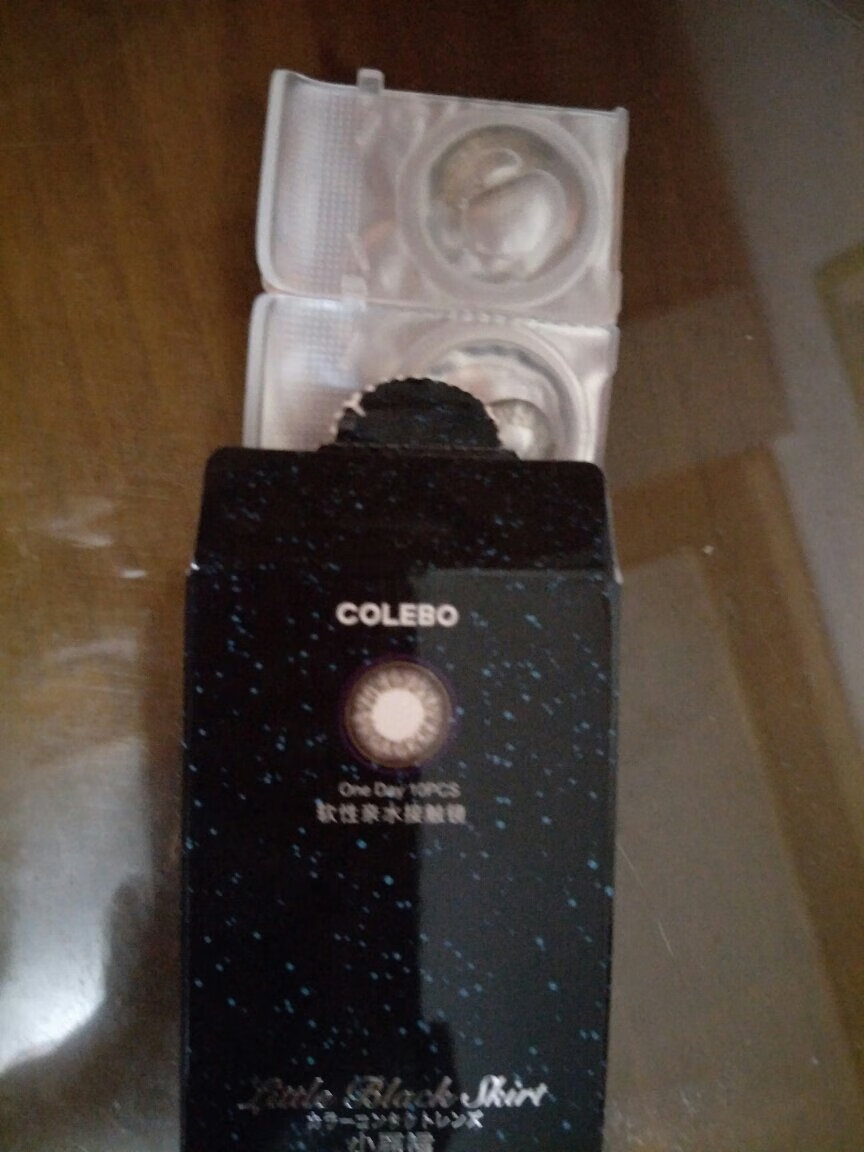 COLEBO
One Day 10PCS
软性亲水接触镜
Little Black Skirt
カラーコンタクトレンズ
小黑裙